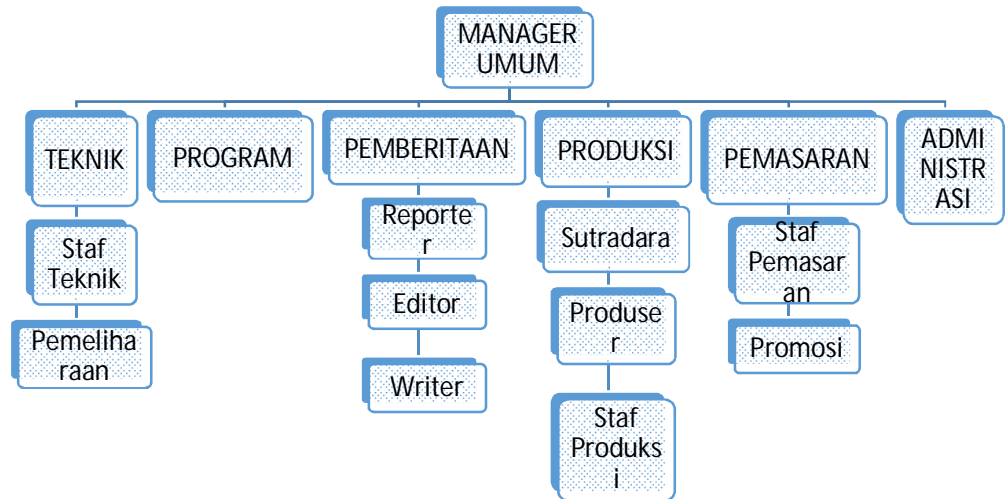 MANAGER
UMUM
TEKNIK
PROGRAM
PEMBERITAAN
PRODUKSI
PEMASARAN
ADMI
NISTR
ASI
Staf
Teknik
Pemeliha
raan
Reporte
r
Editor
Writer
Sutradara
Produse
r
Staf
Produks
i
Staf
Pemasar
an
Promosi